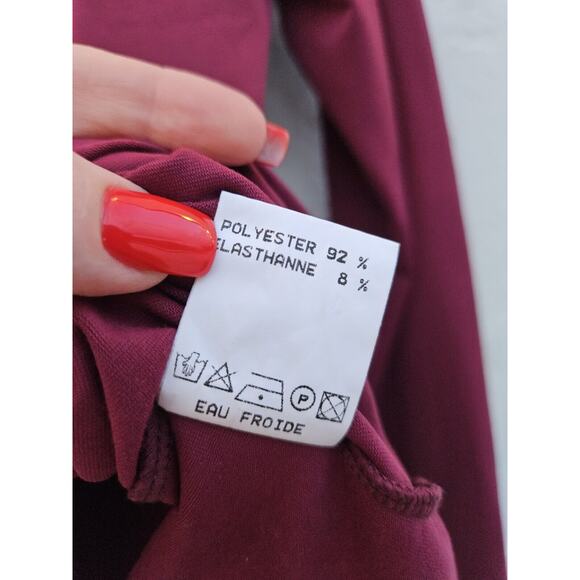 POLYESTER 92 %
ELASTHANNE 8 %
P
EAU FROIDE